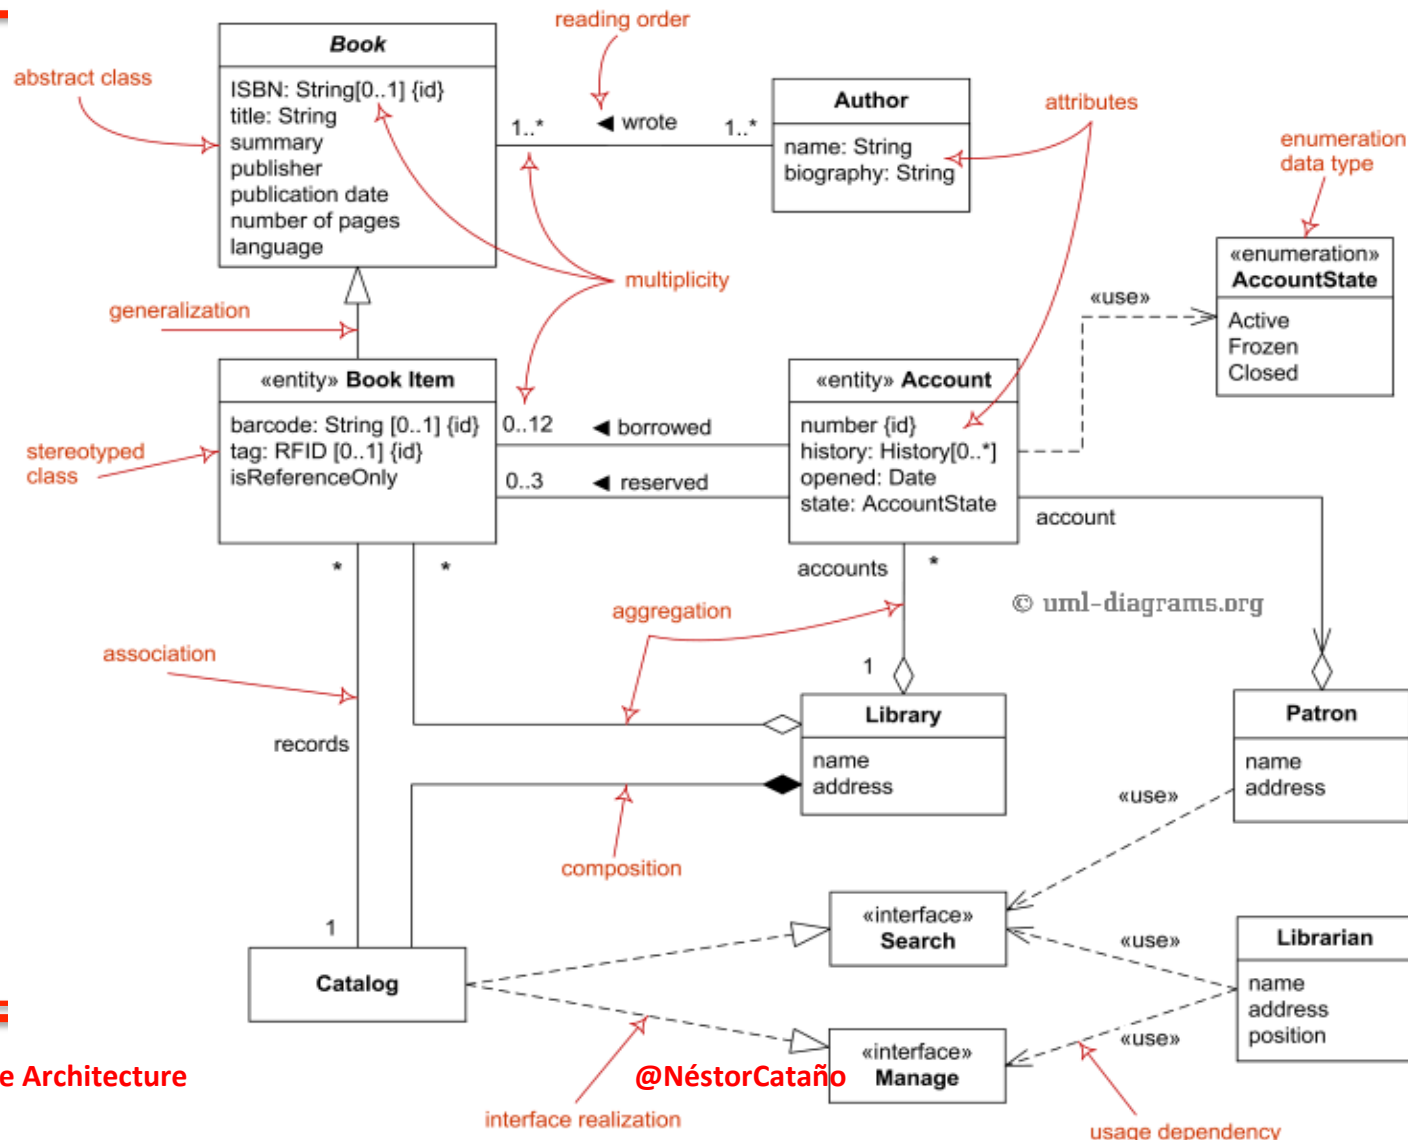 reading order
Book
abstract class
ISBN: String[0..1] {id}
title: String
summary
publisher
publication date
number of pages
language
1..*
◄ wrote
1..*
Author
name: String
biography: String
attributes
enumeration
data type
«enumeration»
AccountState
Active
Frozen
Closed
multiplicity
generalization
«use»
«entity» Book Item
barcode: String [0..1] {id}
tag: RFID [0..1] {id}
isReferenceOnly
stereotyped
class
0..12
◄ borrowed
0..3
◄ reserved
«entity» Account
number {id}
history: History[0..*]
opened: Date
state: AccountState
account
*
*
accounts
*
© uml-diagrams.org
aggregation
association
1
records
Library
name
address
Patron
name
address
«use»
composition
1
Catalog
«interface»
Search
«use»
Librarian
name
address
position
«interface»
Manage
«use»
e Architecture
@NéstorCataño
interface realization
usage dependency